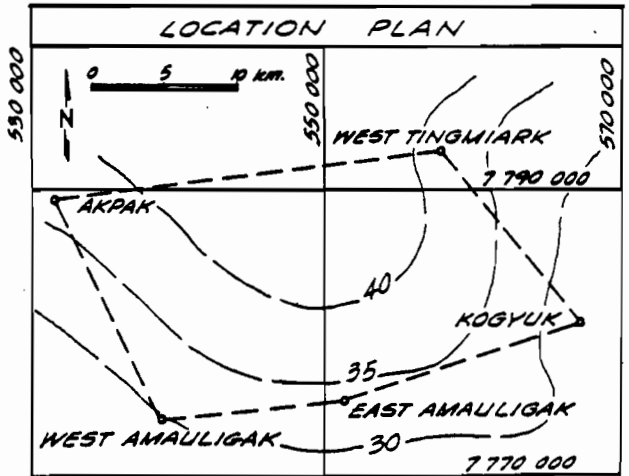 LOCATION PLAN
530 000
0 5 10 km.
550 000
570 000
N
WEST TINGMIARK
7 790 000
AKPAK
40
KOGYUK
35
EAST AMAULIGAK
WEST AMAULIGAK
30
7 770 000